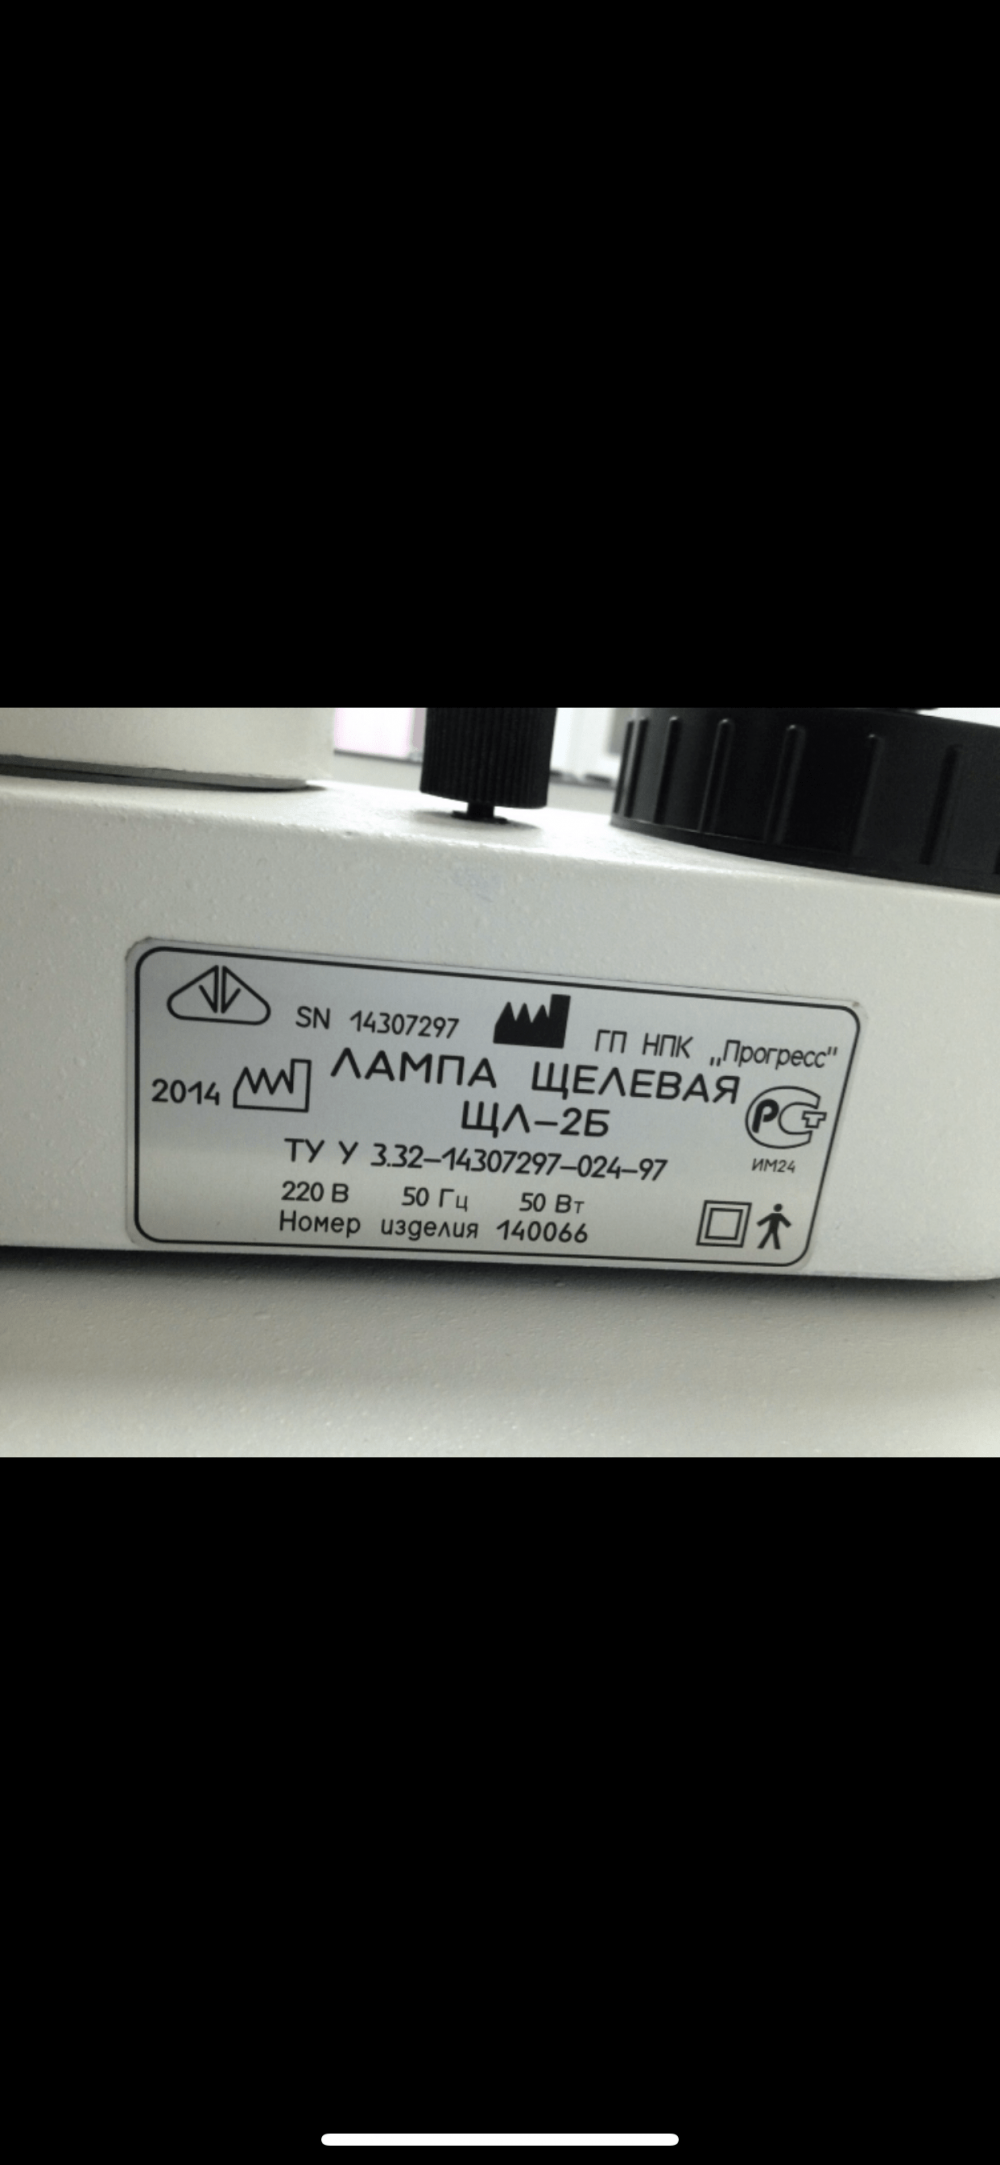 SN 14307297 ГП НПК „Прогресс"
2014 ЛАМПА ЩЕЛЕВАЯ
ЩЛ-2Б
РСТ
ТУ У 3.32-14307297-024-97
ИМ24
220 В 50 Гц 50 Вт
Номер изделия 140066